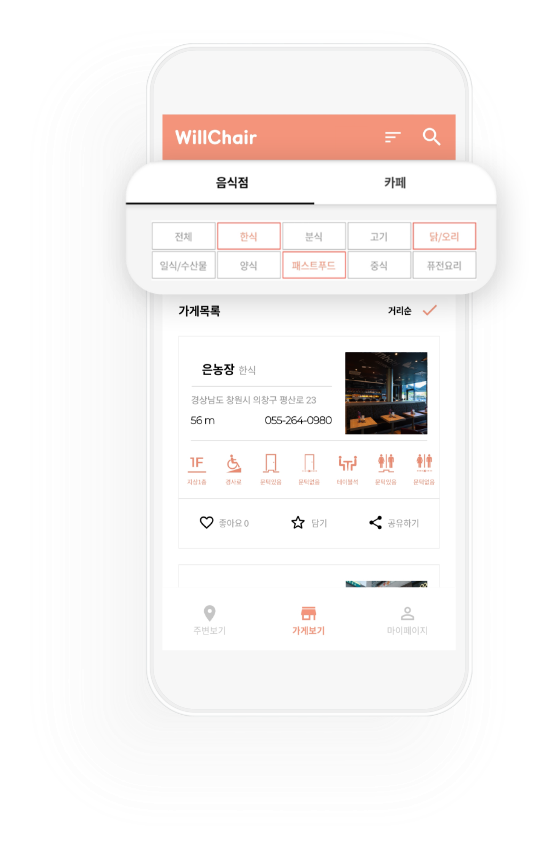 WillChair
음식점 카페
전체 한식 분식 고기 닭/오리
일식/수산물 양식 패스트푸드 중식 퓨전요리
가게목록 거리순
은농장 한식
경상남도 창원시 의창구 평산로 23
56 m 055-264-0980
1F
지상1층 경사로 문턱있음 문턱없음 테이블석 문턱있음 문턱없음
좋아요 0 담기 공유하기
주변보기 가게보기 마이페이지